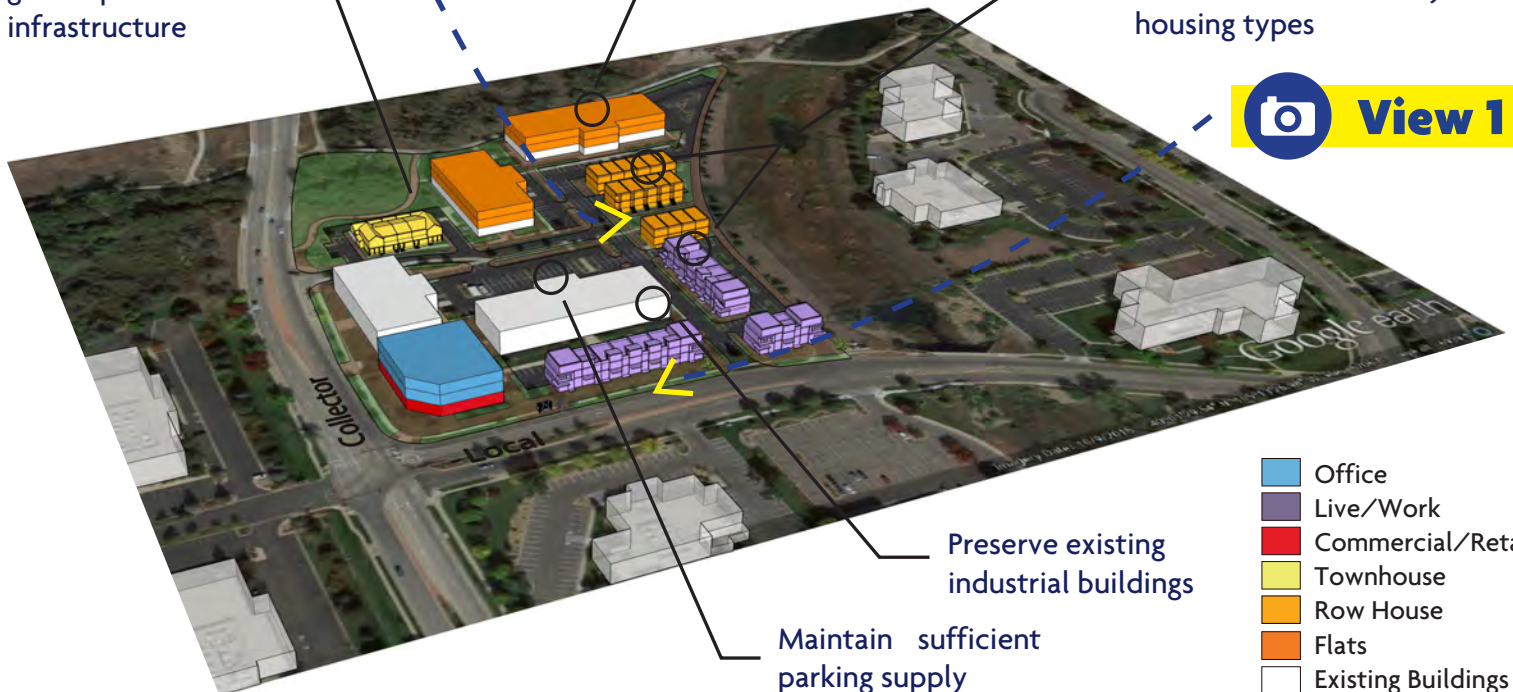 infrastructure
housing types
View 1
Google earth
Collector
Local
Preserve existing
industrial buildings
Maintain sufficient
parking supply
Office
Live/Work
Commercial/Reta
Townhouse
Row House
Flats
Existing Buildings